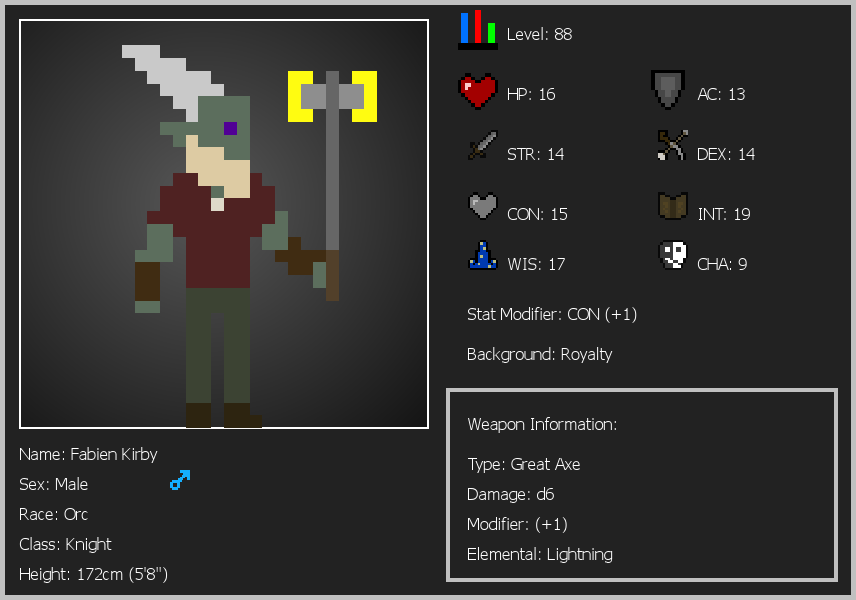 Level: 88
HP: 16
AC: 13
STR: 14
DEX: 14
CON: 15
INT: 19
WIS: 17
CHA: 9
Stat Modifier: CON (+1)
Background: Royalty
Weapon Information:
Type: Great Axe
Damage: d6
Modifier: (+1)
Elemental: Lightning
Name: Fabien Kirby
Sex: Male
Race: Orc
Class: Knight
Height: 172cm (5'8")